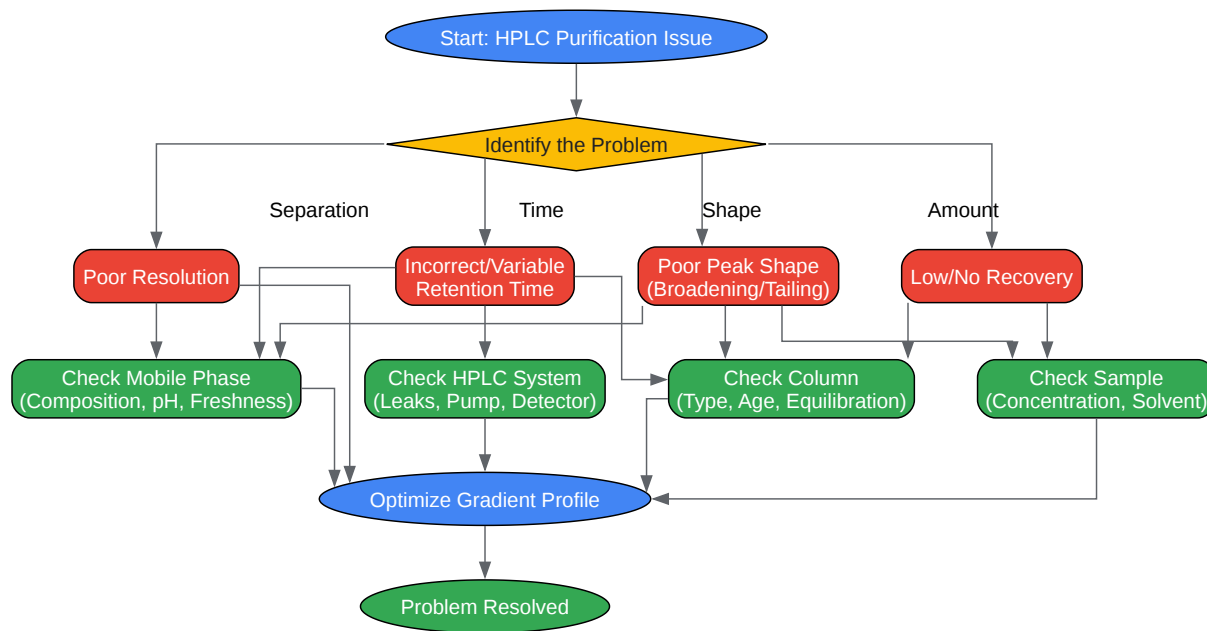 Start: HPLC Purification Issue
Identify the Problem
Separation
Time
Shape
Amount
Poor Resolution
Incorrect/Variable
Retention Time
Poor Peak Shape
(Broadening/Tailing)
Low/No Recovery
Check Mobile Phase
(Composition, pH, Freshness)
Check HPLC System
(Leaks, Pump, Detector)
Check Column
(Type, Age, Equilibration)
Check Sample
(Concentration, Solvent)
Optimize Gradient Profile
Problem Resolved